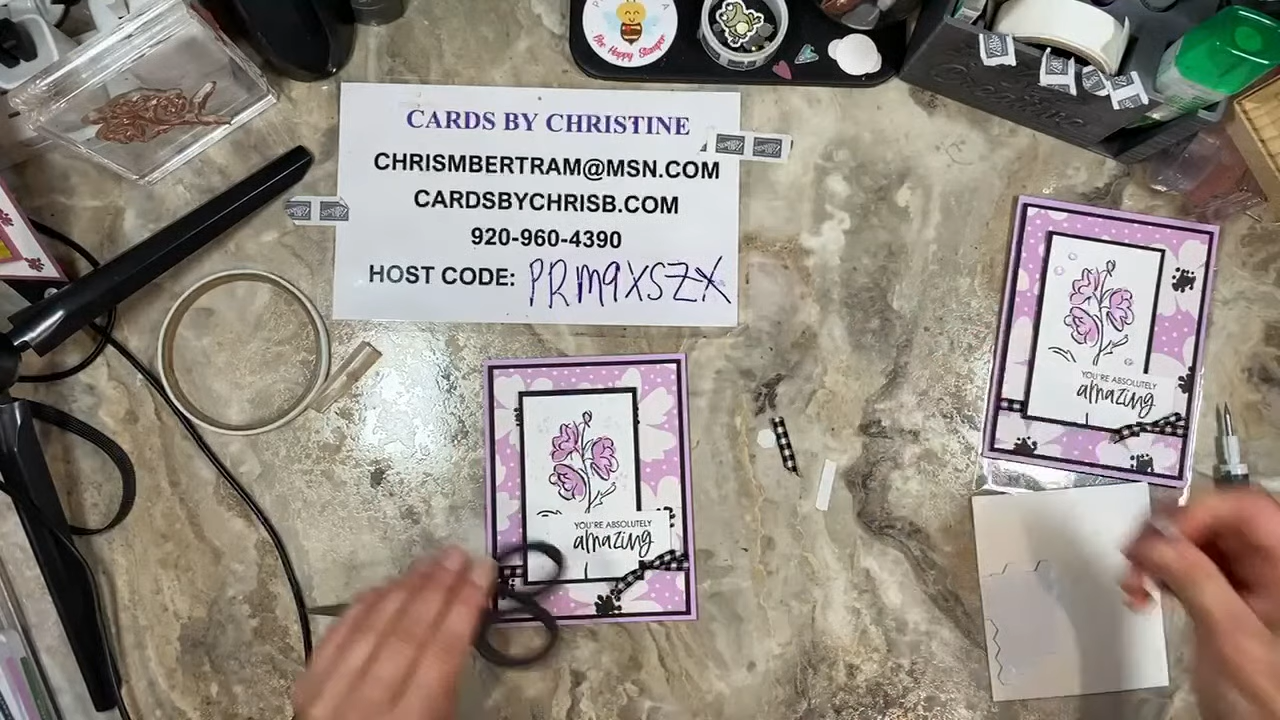 Bee Happy Stamper
CARDS BY CHRISTINE
CHRISMBERTRAM@MSN.COM
CARDSBYCHRISB.COM
920-960-4390
HOST CODE: PRM9XSZX
YOU'RE ABSOLUTELY
amazing
YOU'RE ABSOLUTELY
amazing